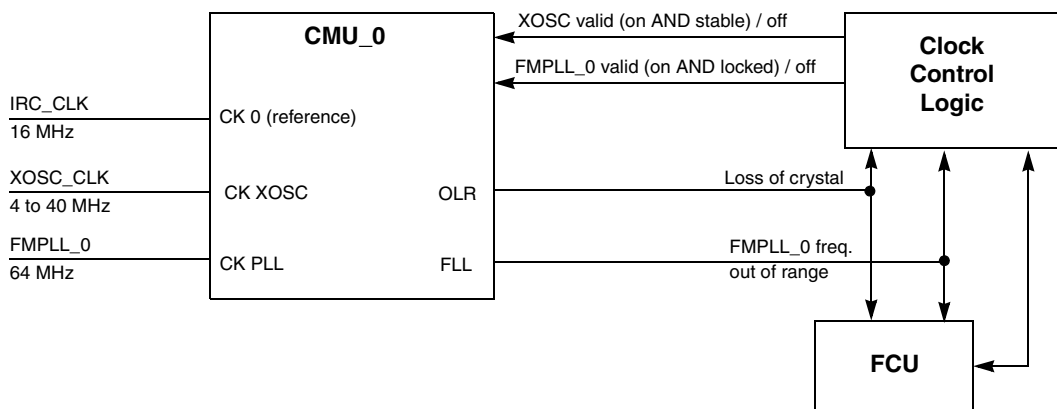 CMU_0
XOSC valid (on AND stable) / off
FMPLL_0 valid (on AND locked) / off
Clock
Control
Logic
IRC_CLK
16 MHz
CK 0 (reference)
XOSC_CLK
4 to 40 MHz
CK XOSC
OLR
Loss of crystal
FMPLL_0
64 MHz
CK PLL
FLL
FMPLL_0 freq.
out of range
FCU